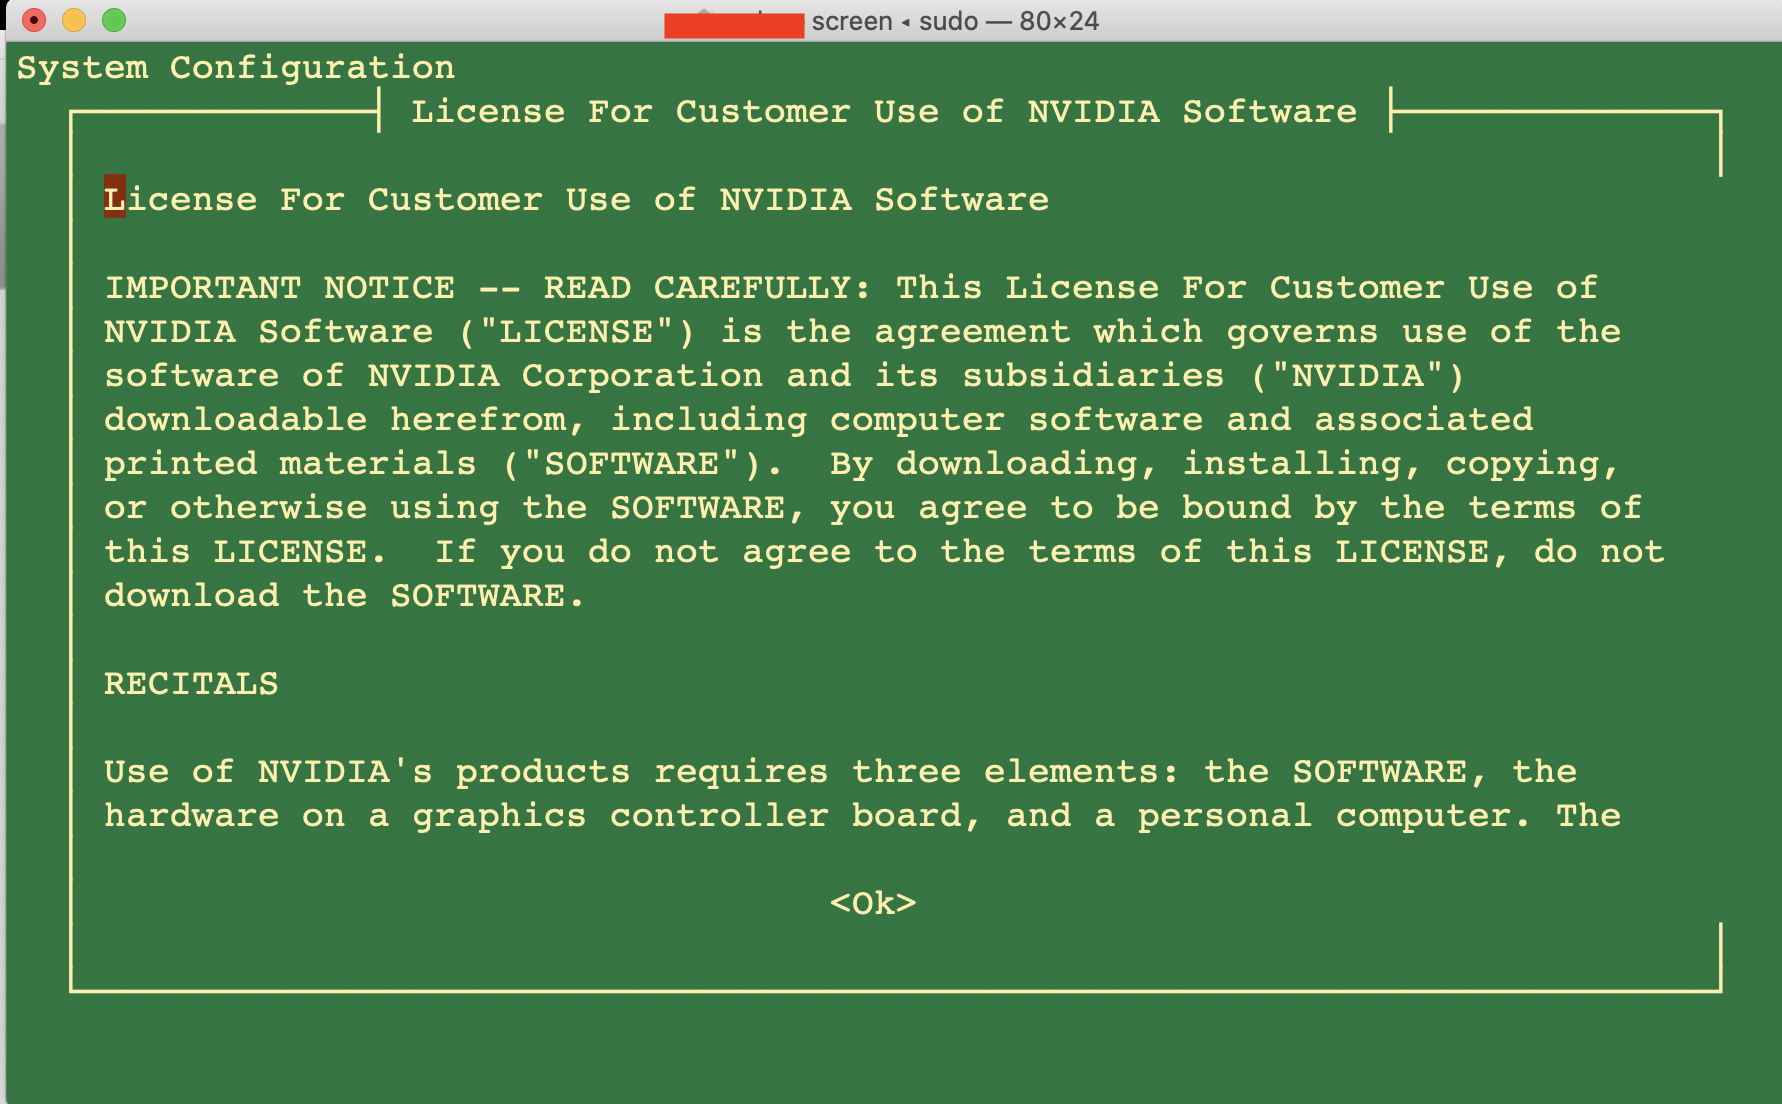 screen ◂ sudo — 80×24
System Configuration
License For Customer Use of NVIDIA Software
License For Customer Use of NVIDIA Software
IMPORTANT NOTICE -- READ CAREFULLY: This License For Customer Use of
NVIDIA Software ("LICENSE") is the agreement which governs use of the
software of NVIDIA Corporation and its subsidiaries ("NVIDIA")
downloadable herefrom, including computer software and associated
printed materials ("SOFTWARE").  By downloading, installing, copying,
or otherwise using the SOFTWARE, you agree to be bound by the terms of
this LICENSE.  If you do not agree to the terms of this LICENSE, do not
download the SOFTWARE.
RECITALS
Use of NVIDIA's products requires three elements: the SOFTWARE, the
hardware on a graphics controller board, and a personal computer. The
<Ok>